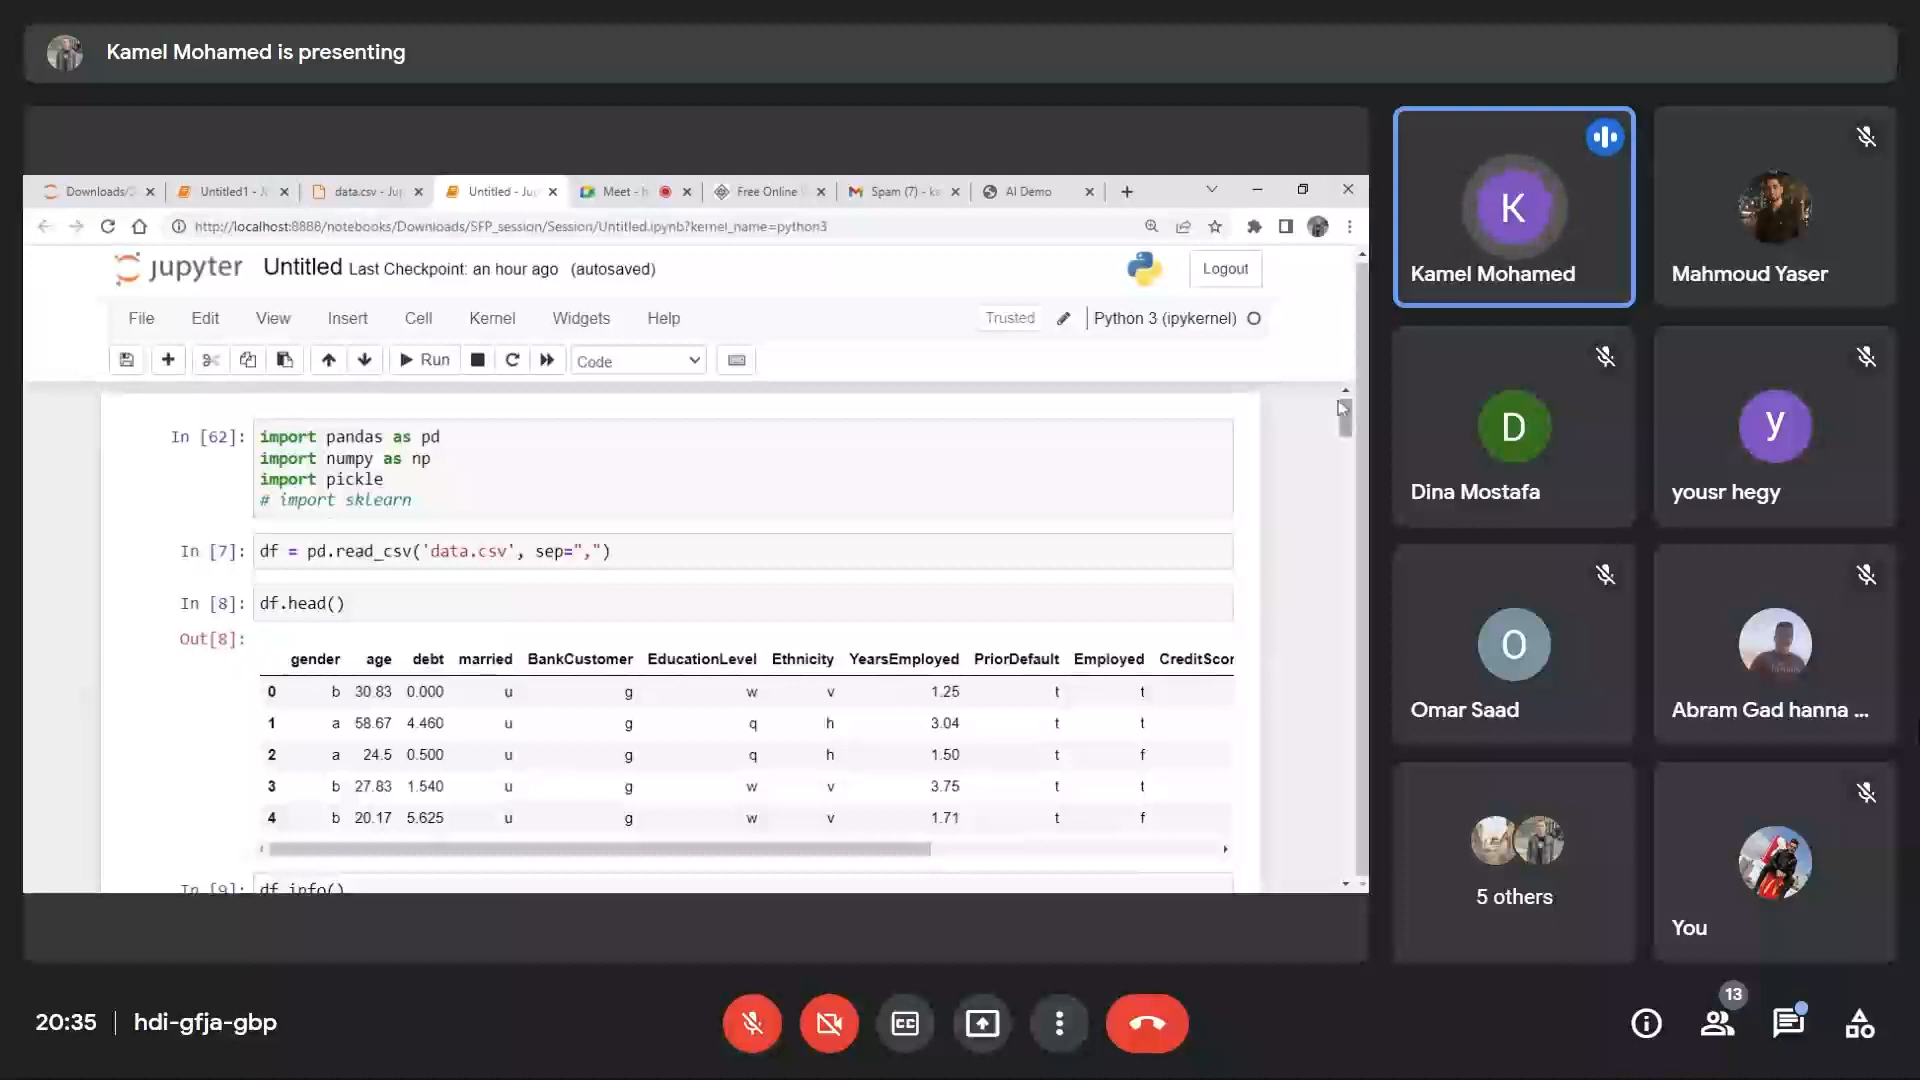 Kamel Mohamed is presenting
Downloads/
Untitled1 - J
data.csv - Ju
Untitled - Ju
Meet - h
Free Online
Spam (7) - k
AI Demo
http://localhost:8888/notebooks/Downloads/SFP_session/Session/Untitled.ipynb?kernel_name=python3
jupyter Untitled Last Checkpoint: an hour ago (autosaved)
Logout
File Edit View Insert Cell Kernel Widgets Help
Trusted Python 3 (ipykernel)
Run Code
In [62]: import pandas as pd
import numpy as np
import pickle
# import sklearn
In [7]: df = pd.read_csv('data.csv', sep=",")
In [8]: df.head()
Out[8]:
gender age debt married BankCustomer EducationLevel Ethnicity YearsEmployed PriorDefault Employed CreditScor
0 b 30.83 0.000 u g w v 1.25 t t
1 a 58.67 4.460 u g q h 3.04 t t
2 a 24.5 0.500 u g q h 1.50 t f
3 b 27.83 1.540 u g w v 3.75 t t
4 b 20.17 5.625 u g w v 1.71 t f
In [9]: df.info()
K
Kamel Mohamed
Mahmoud Yaser
D
Dina Mostafa
y
yousr hegy
O
Omar Saad
Abram Gad hanna ...
5 others
You
20:35 | hdi-gfja-gbp
CC
13